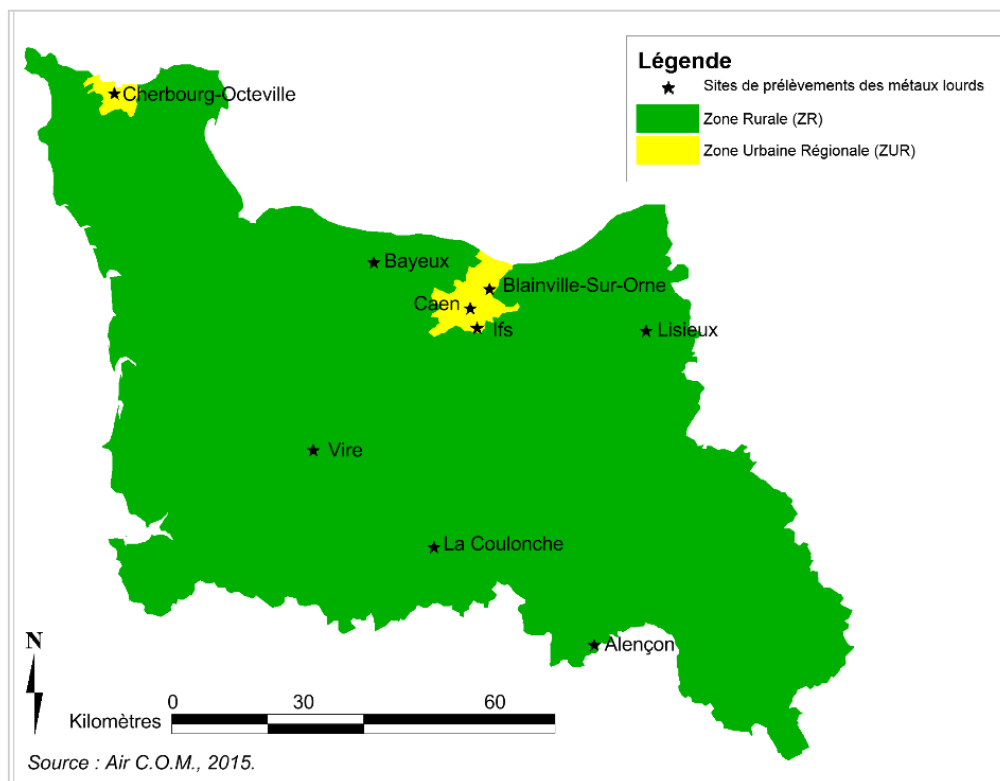 Légende
Sites de prélèvements des métaux lourds
Zone Rurale (ZR)
Zone Urbaine Régionale (ZUR)
Cherbourg-Octeville
Bayeux
Blainville-Sur-Orne
Caen
Ifs
Lisieux
Vire
La Coulonche
Alençon
N
0 30 60
Kilomètres
Source : Air C.O.M., 2015.